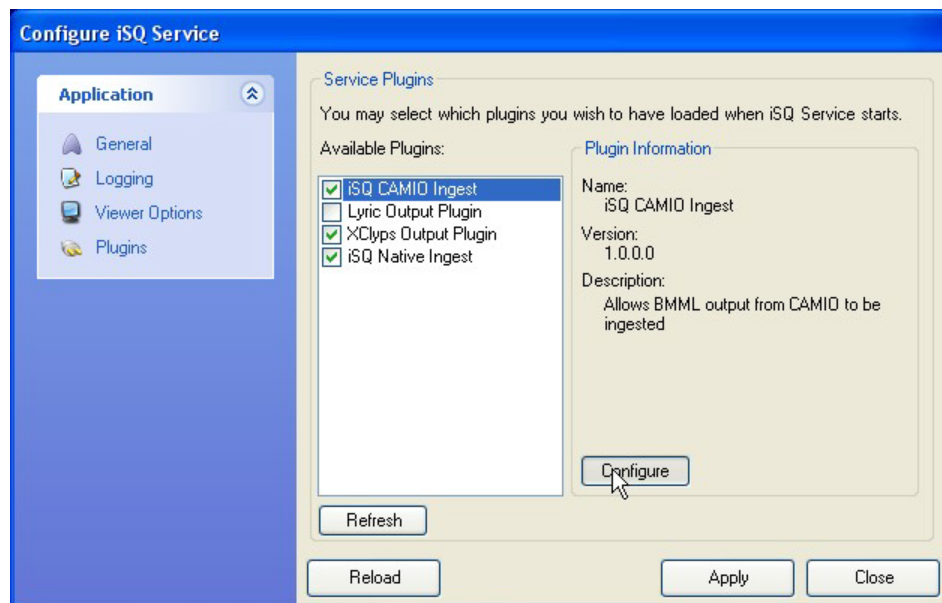 Configure iSQ Service
Application
General
Logging
Viewer Options
Plugins
Service Plugins
You may select which plugins you wish to have loaded when iSQ Service starts.
Available Plugins:
iSQ CAMIO Ingest
Lyric Output Plugin
XClyps Output Plugin
iSQ Native Ingest
Plugin Information
Name:
iSQ CAMIO Ingest
Version:
1.0.0.0
Description:
Allows BMML output from CAMIO to be
ingested
Configure
Refresh
Reload
Apply
Close